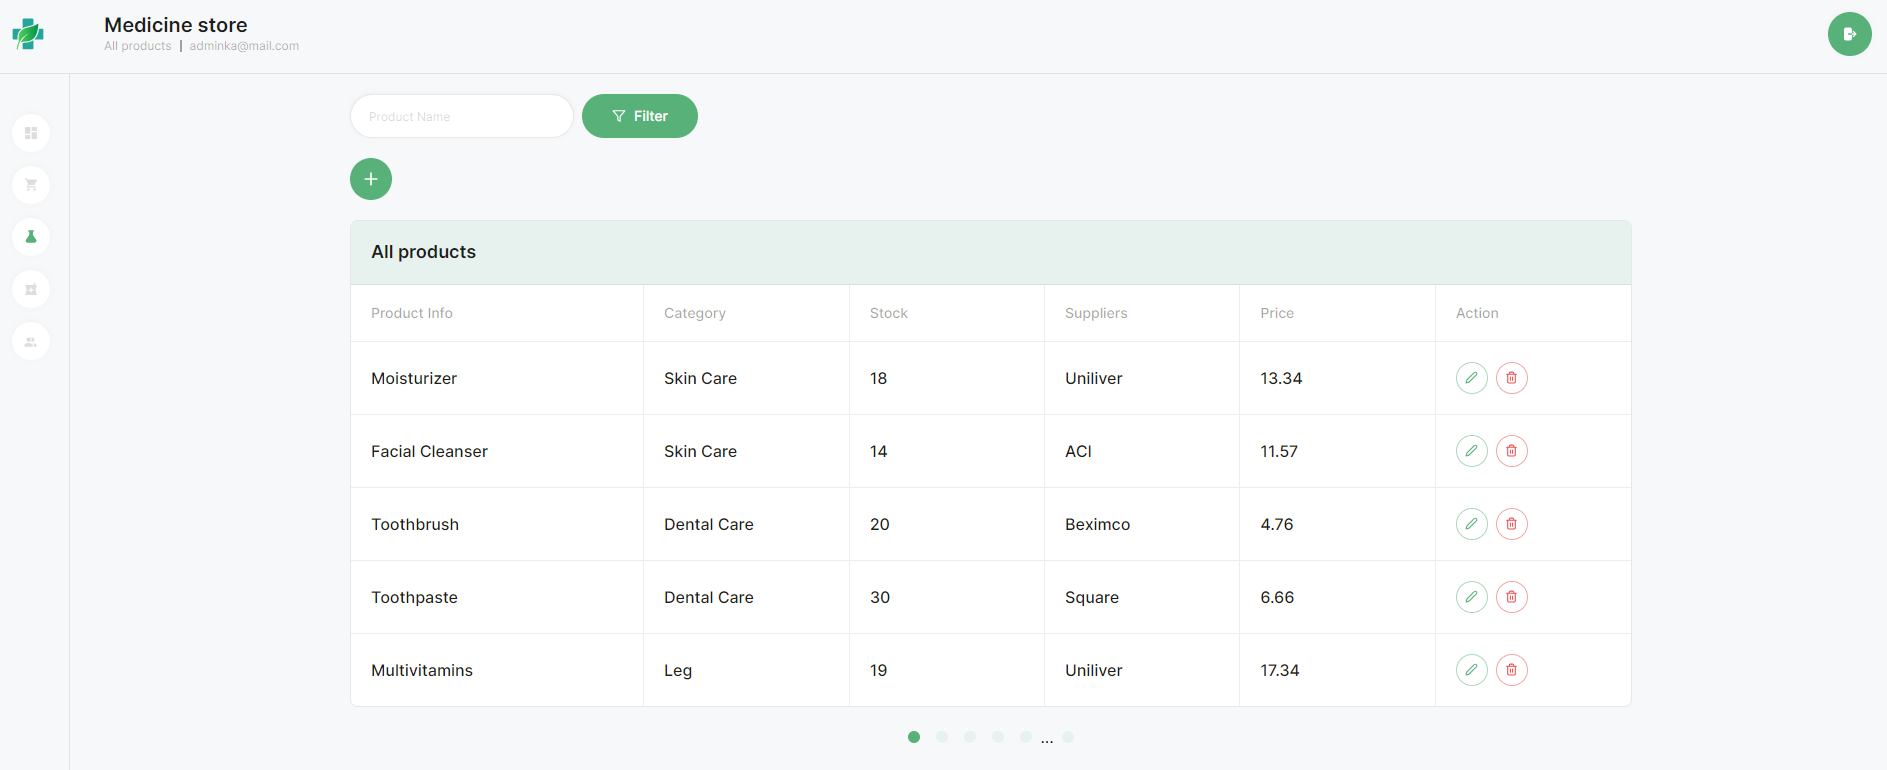 Medicine store
All products | adminka@mail.com
Product Name
Filter
All products
Product Info Category Stock Suppliers Price Action
Moisturizer Skin Care 18 Uniliver 13.34
Facial Cleanser Skin Care 14 ACI 11.57
Toothbrush Dental Care 20 Beximco 4.76
Toothpaste Dental Care 30 Square 6.66
Multivitamins Leg 19 Uniliver 17.34
...